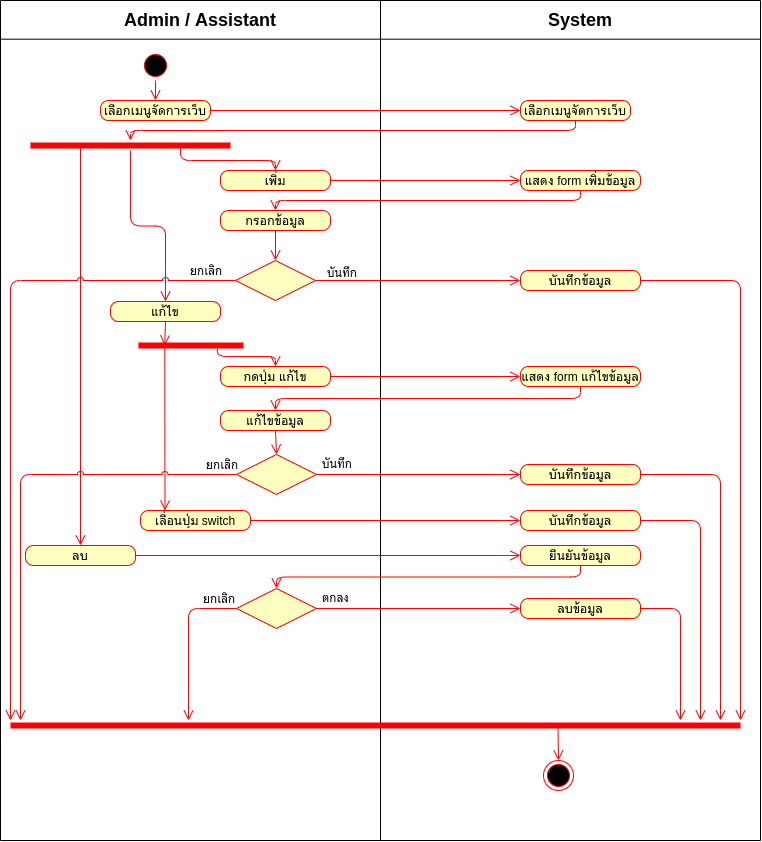 Admin / Assistant
System
เลือกเมนูจัดการเว็บ
เลือกเมนูจัดการเว็บ
เพิ่ม
แสดง form เพิ่มข้อมูล
กรอกข้อมูล
ยกเลิก
บันทึก
บันทึกข้อมูล
แก้ไข
กดปุ่ม แก้ไข
แสดง form แก้ไขข้อมูล
แก้ไขข้อมูล
ยกเลิก
บันทึก
บันทึกข้อมูล
เลื่อนปุ่ม switch
บันทึกข้อมูล
ลบ
ยืนยันข้อมูล
ยกเลิก
ตกลง
ลบข้อมูล